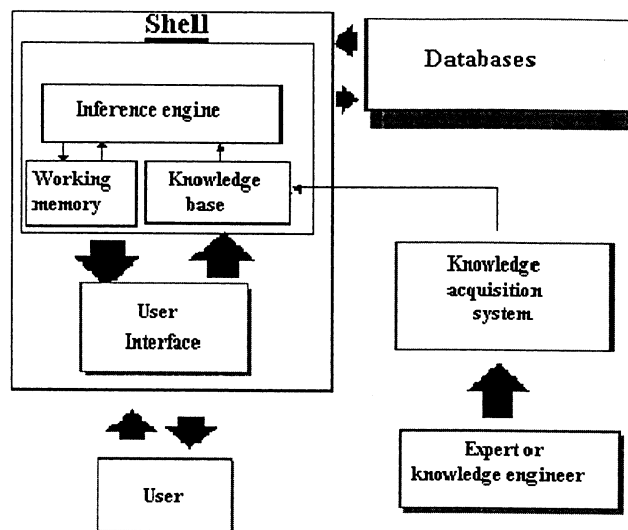 Shell
Databases
Inference engine
Working
memory
Knowledge
base
Knowledge
acquisition
system
User
Interface
Expert or
knowledge engineer
User